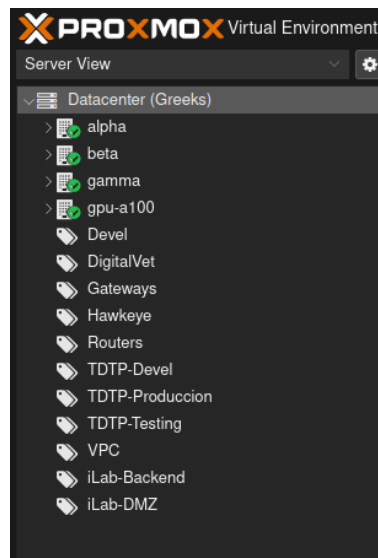 PROXMOX Virtual Environment
Server View
Datacenter (Greeks)
alpha
beta
gamma
gpu-a100
Devel
DigitalVet
Gateways
Hawkeye
Routers
TDTP-Devel
TDTP-Produccion
TDTP-Testing
VPC
iLab-Backend
iLab-DMZ